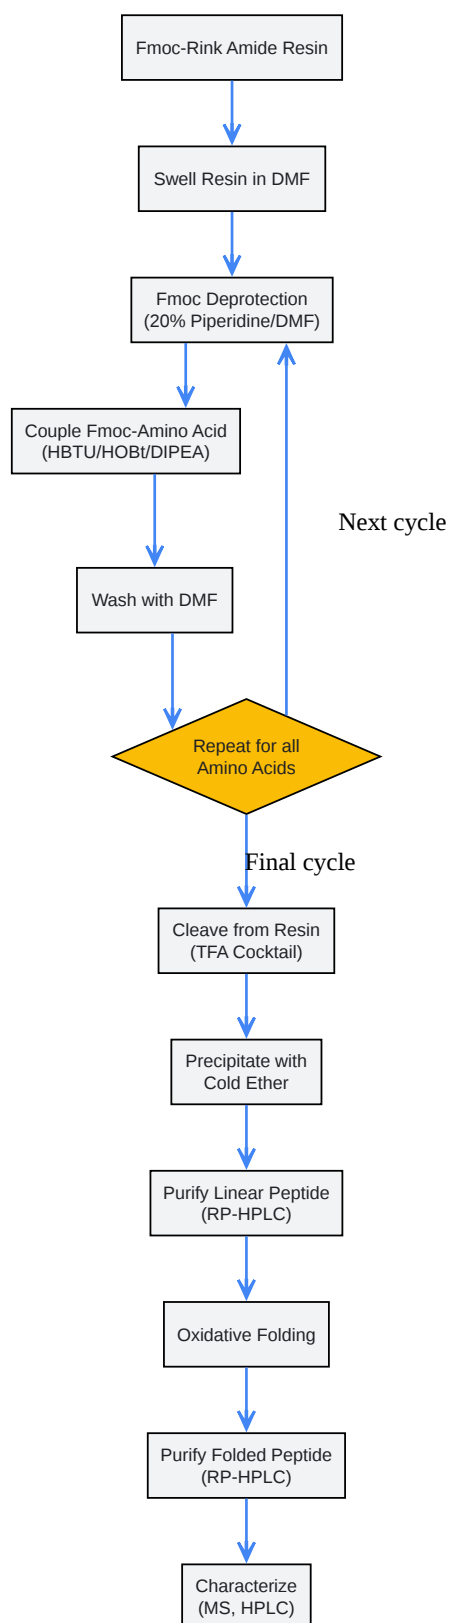 Fmoc-Rink Amide Resin
Swell Resin in DMF
Fmoc Deprotection
(20% Piperidine/DMF)
Couple Fmoc-Amino Acid
(HBTU/HOBt/DIPEA)
Next cycle
Wash with DMF
Repeat for all
Amino Acids
Final cycle
Cleave from Resin
(TFA Cocktail)
Precipitate with
Cold Ether
Purify Linear Peptide
(RP-HPLC)
Oxidative Folding
Purify Folded Peptide
(RP-HPLC)
Characterize
(MS, HPLC)